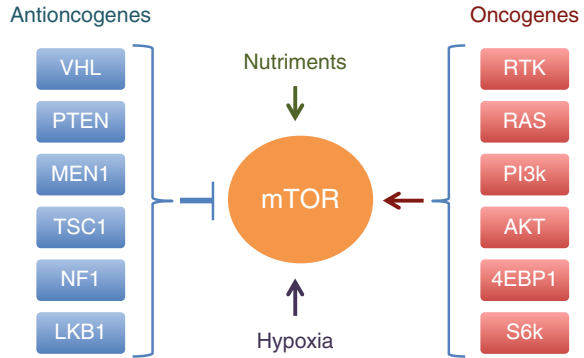 Antioncogenes
VHL
PTEN
MEN1
TSC1
NF1
LKB1
Nutriments
mTOR
Hypoxia
Oncogenes
RTK
RAS
PI3k
AKT
4EBP1
S6k